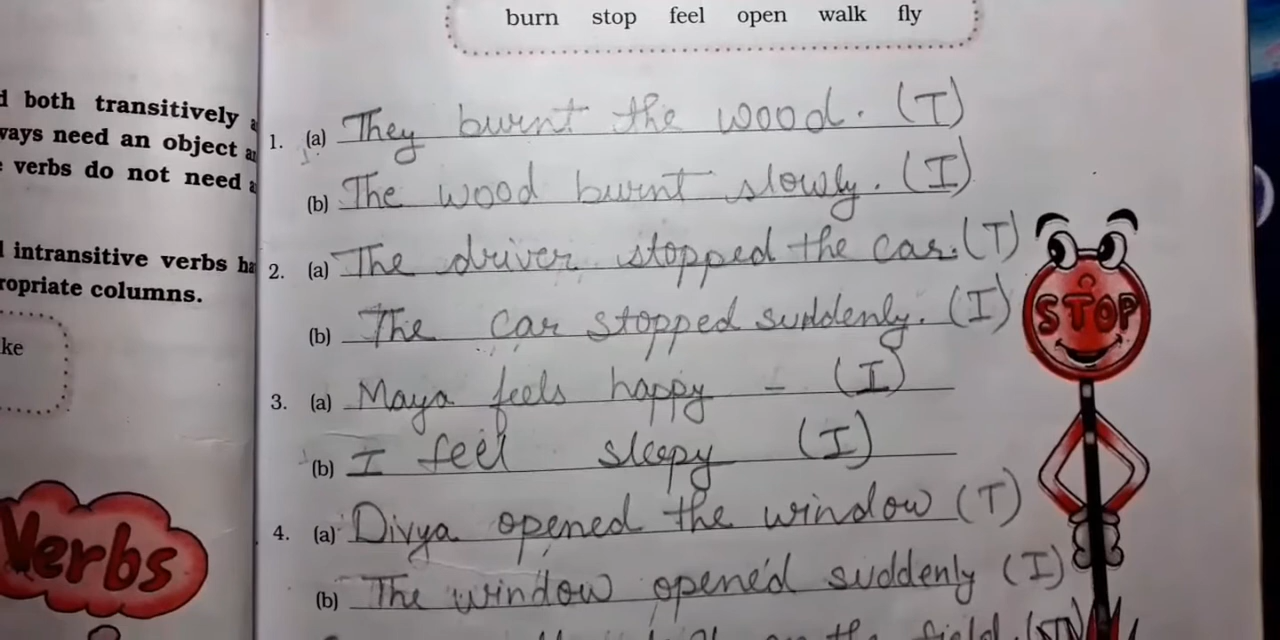 burn stop feel open walk fly
both transitively
ways need an object
verbs do not need
intransitive verbs ha
ropriate columns.
ke
Verbs
1. (a) They burnt the wood. (T)
(b) The wood burnt slowly. (I)
2. (a) The driver stopped the car. (T)
(b) The car stopped suddenly. (I)
3. (a) Maya feels happy - (I)
(b) I feel sleepy (I)
4. (a) Divya opened the window (T)
(b) The window opened suddenly (I)
the field.
STOP